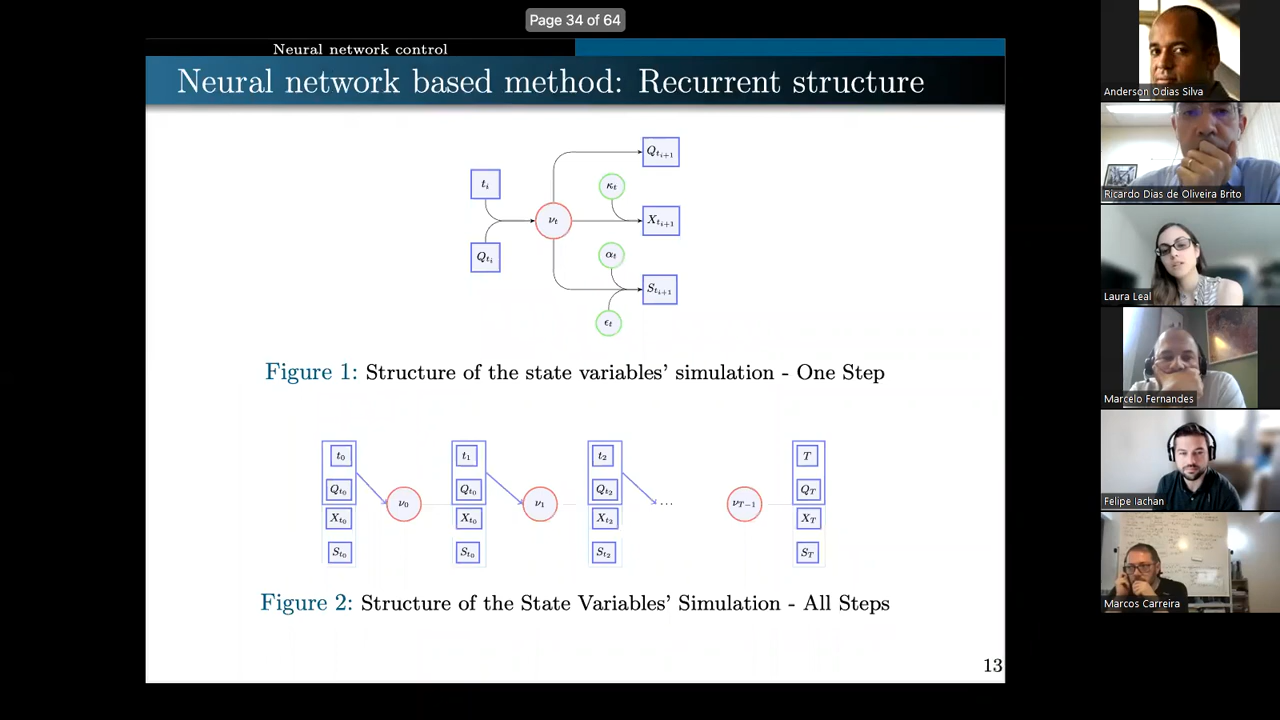 Page 34 of 64
Neural network control
Neural network based method: Recurrent structure
Q_{t_{i+1}}
t_i
κ_t
ν_t
X_{t_{i+1}}
Q_{t_i}
α_t
S_{t_{i+1}}
ϵ_t
Figure 1: Structure of the state variables' simulation - One Step
t_0 t_1 t_2 T
Q_{t_0} ν_0 Q_{t_0} ν_1 Q_{t_2} ... ν_{T-1} Q_T
X_{t_0} X_{t_0} X_{t_2} X_T
S_{t_0} S_{t_0} S_{t_2} S_T
Figure 2: Structure of the State Variables' Simulation - All Steps
13
Anderson Odias Silva
Ricardo Dias de Oliveira Brito
Laura Leal
Marcelo Fernandes
Felipe Iachan
Marcos Carreira